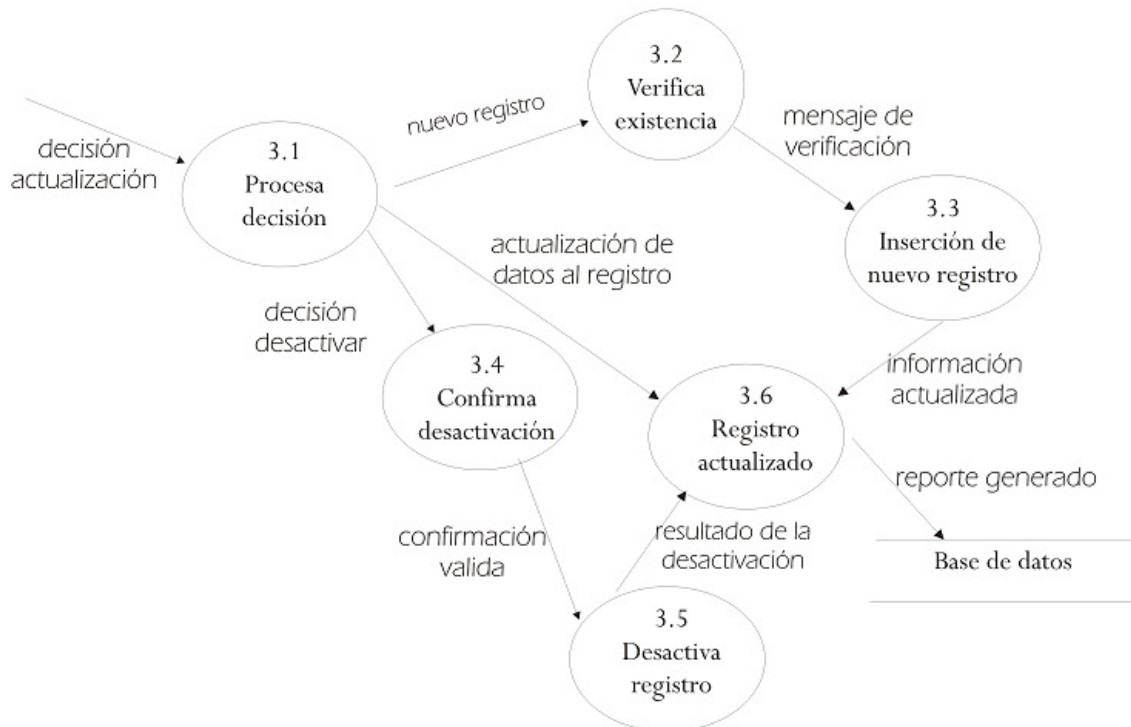 3.2
Verifica
existencia
nuevo registro
mensaje de
verificación
decisión
actualización
3.1
Procesa
decisión
3.3
Inserción de
nuevo registro
actualización de
datos al registro
decisión
desactivar
3.4
Confirma
desactivación
información
actualizada
3.6
Registro
actualizado
reporte generado
confirmación
valida
resultado de la
desactivación
Base de datos
3.5
Desactiva
registro